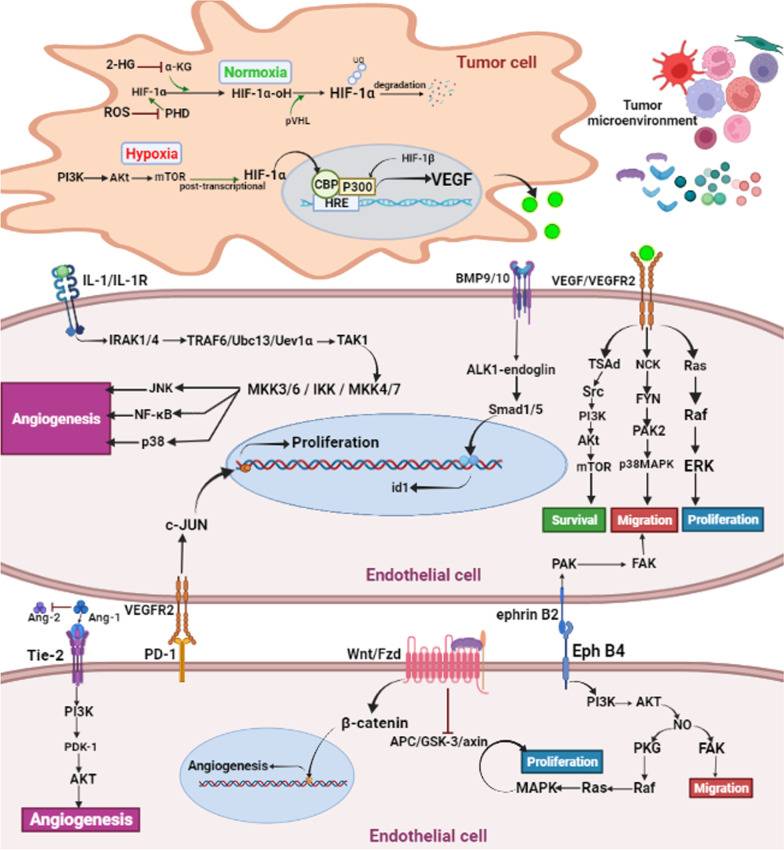 Tumor cell
2-HG
α-KG
Normoxia
UQ
HIF-1α
HIF-1α-oH
HIF-1α
degradation
ROS
PHD
pVHL
Tumor
microenvironment
Hypoxia
PI3K
AKt
mTOR
post-transcriptional
HIF-1α
HIF-1β
CBP
P300
VEGF
HRE
IL-1/IL-1R
BMP9/10
VEGF/VEGFR2
IRAK1/4
TRAF6/Ubc13/Uev1α
TAK1
ALK1-endoglin
TSAd
NCK
Ras
MKK3/6 / IKK / MKK4/7
JNK
NF-κB
p38
Angiogenesis
Smad1/5
Src
PI3K
AKt
mTOR
FYN
PAK2
p38MAPK
Raf
ERK
Proliferation
id1
Survival
Migration
Proliferation
c-JUN
PAK
FAK
Endothelial cell
Ang-2
Ang-1
VEGFR2
ephrin B2
Tie-2
PD-1
Wnt/Fzd
Eph B4
PI3K
PDK-1
AKT
Angiogenesis
β-catenin
APC/GSK-3/axin
Angiogenesis
PI3K
AKT
NO
PKG
FAK
Proliferation
MAPK
Ras
Raf
Migration
Endothelial cell